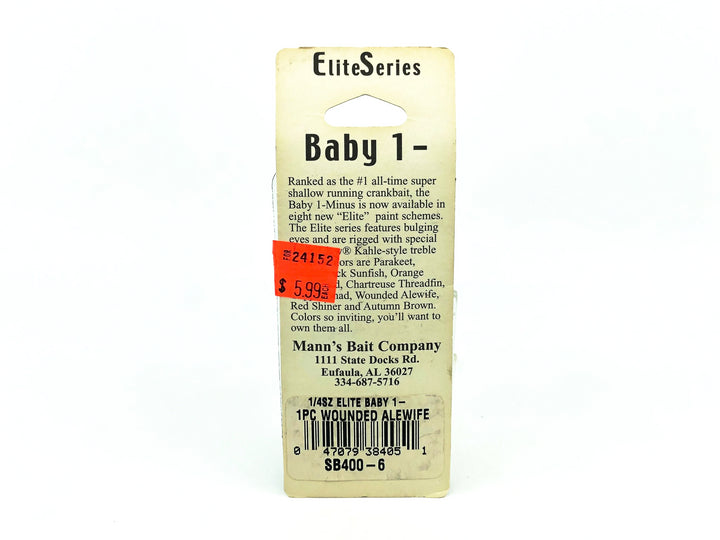 EliteSeries
Baby 1-
Ranked as the #1 all-time super
shallow running crankbait, the
Baby 1-Minus is now available in
eight new "Elite" paint schemes.
The Elite series features bulging
eyes and are rigged with special
® Kahle-style treble
are Parakeet,
Sunfish, Orange
Chartreuse Threadfin,
Wounded Alewife,
Red Shiner and Autumn Brown.
Colors so inviting, you'll want to
own them all.
FOR 24152
$ 5.99 EACH
Mann's Bait Company
1111 State Docks Rd.
Eufaula, AL 36027
334-687-5716
1/4SZ ELITE BABY 1-
1PC WOUNDED ALEWIFE
0 47079 38405 1
SB400-6